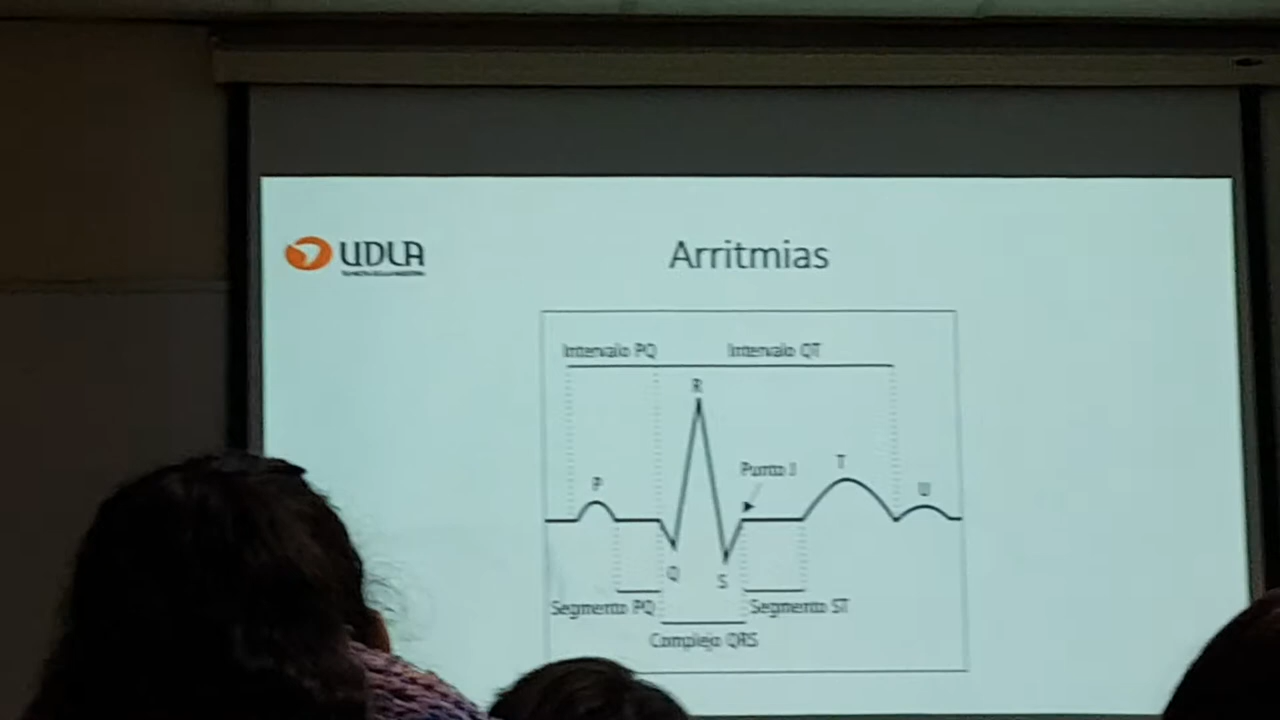 UDLA
Arritmias
Intervalo PQ
Intervalo QT
R
P
Punto J
T
U
Q
S
Segmento PQ
Segmento ST
Complejo QRS